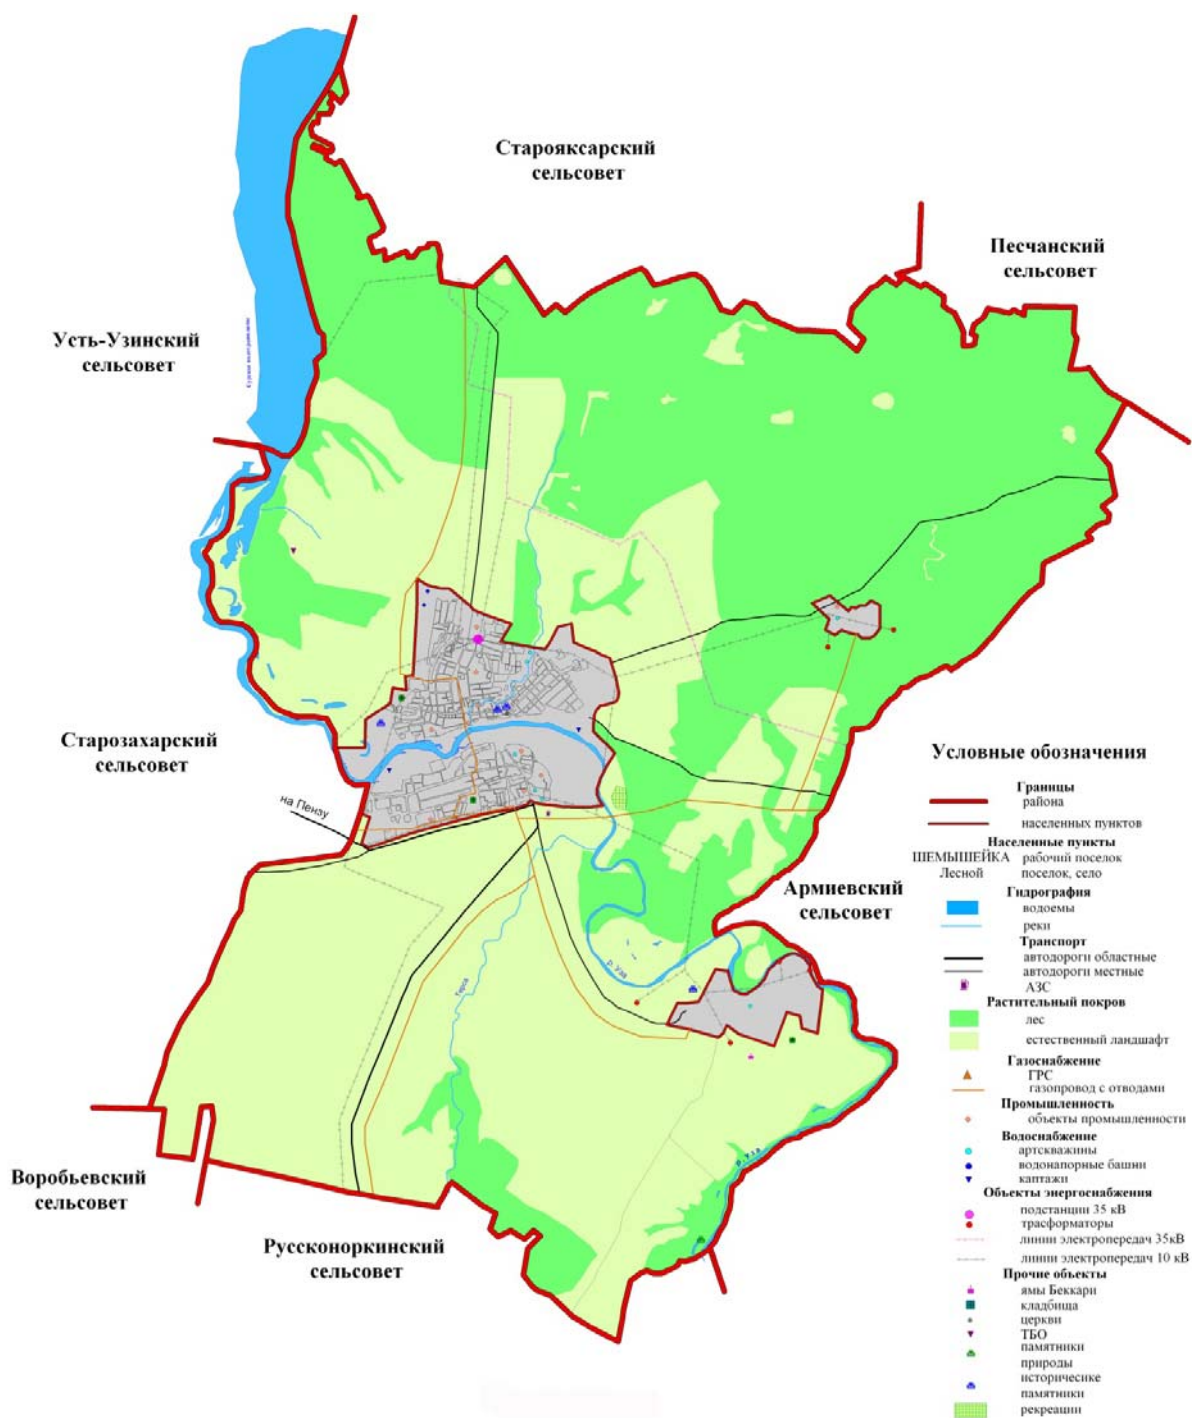 Старояксарский
сельсовет
Песчанский
сельсовет
Усть-Узинский
сельсовет
Старозахарский
сельсовет
на Пензу
Армиевский
сельсовет
р. Уза
Терса
р. Уза
Воробьевский
сельсовет
Руссконоркинский
сельсовет
Условные обозначения
Границы
района
населенных пунктов
Населенные пункты
ШЕМЫШЕЙКА рабочий поселок
Лесной поселок, село
Гидрография
водоемы
реки
Транспорт
автодороги областные
автодороги местные
АЗС
Растительный покров
лес
естественный ландшафт
Газоснабжение
ГРС
газопровод с отводами
Промышленность
объекты промышленности
Водоснабжение
артскважины
водонапорные башни
каптажи
Объекты энергоснабжения
подстанции 35 кВ
трасформаторы
линии электропередач 35кВ
линии электропередач 10 кВ
Прочие объекты
ямы Беккари
кладбища
церкви
ТБО
памятники
природы
историчесике
памятники
рекреации